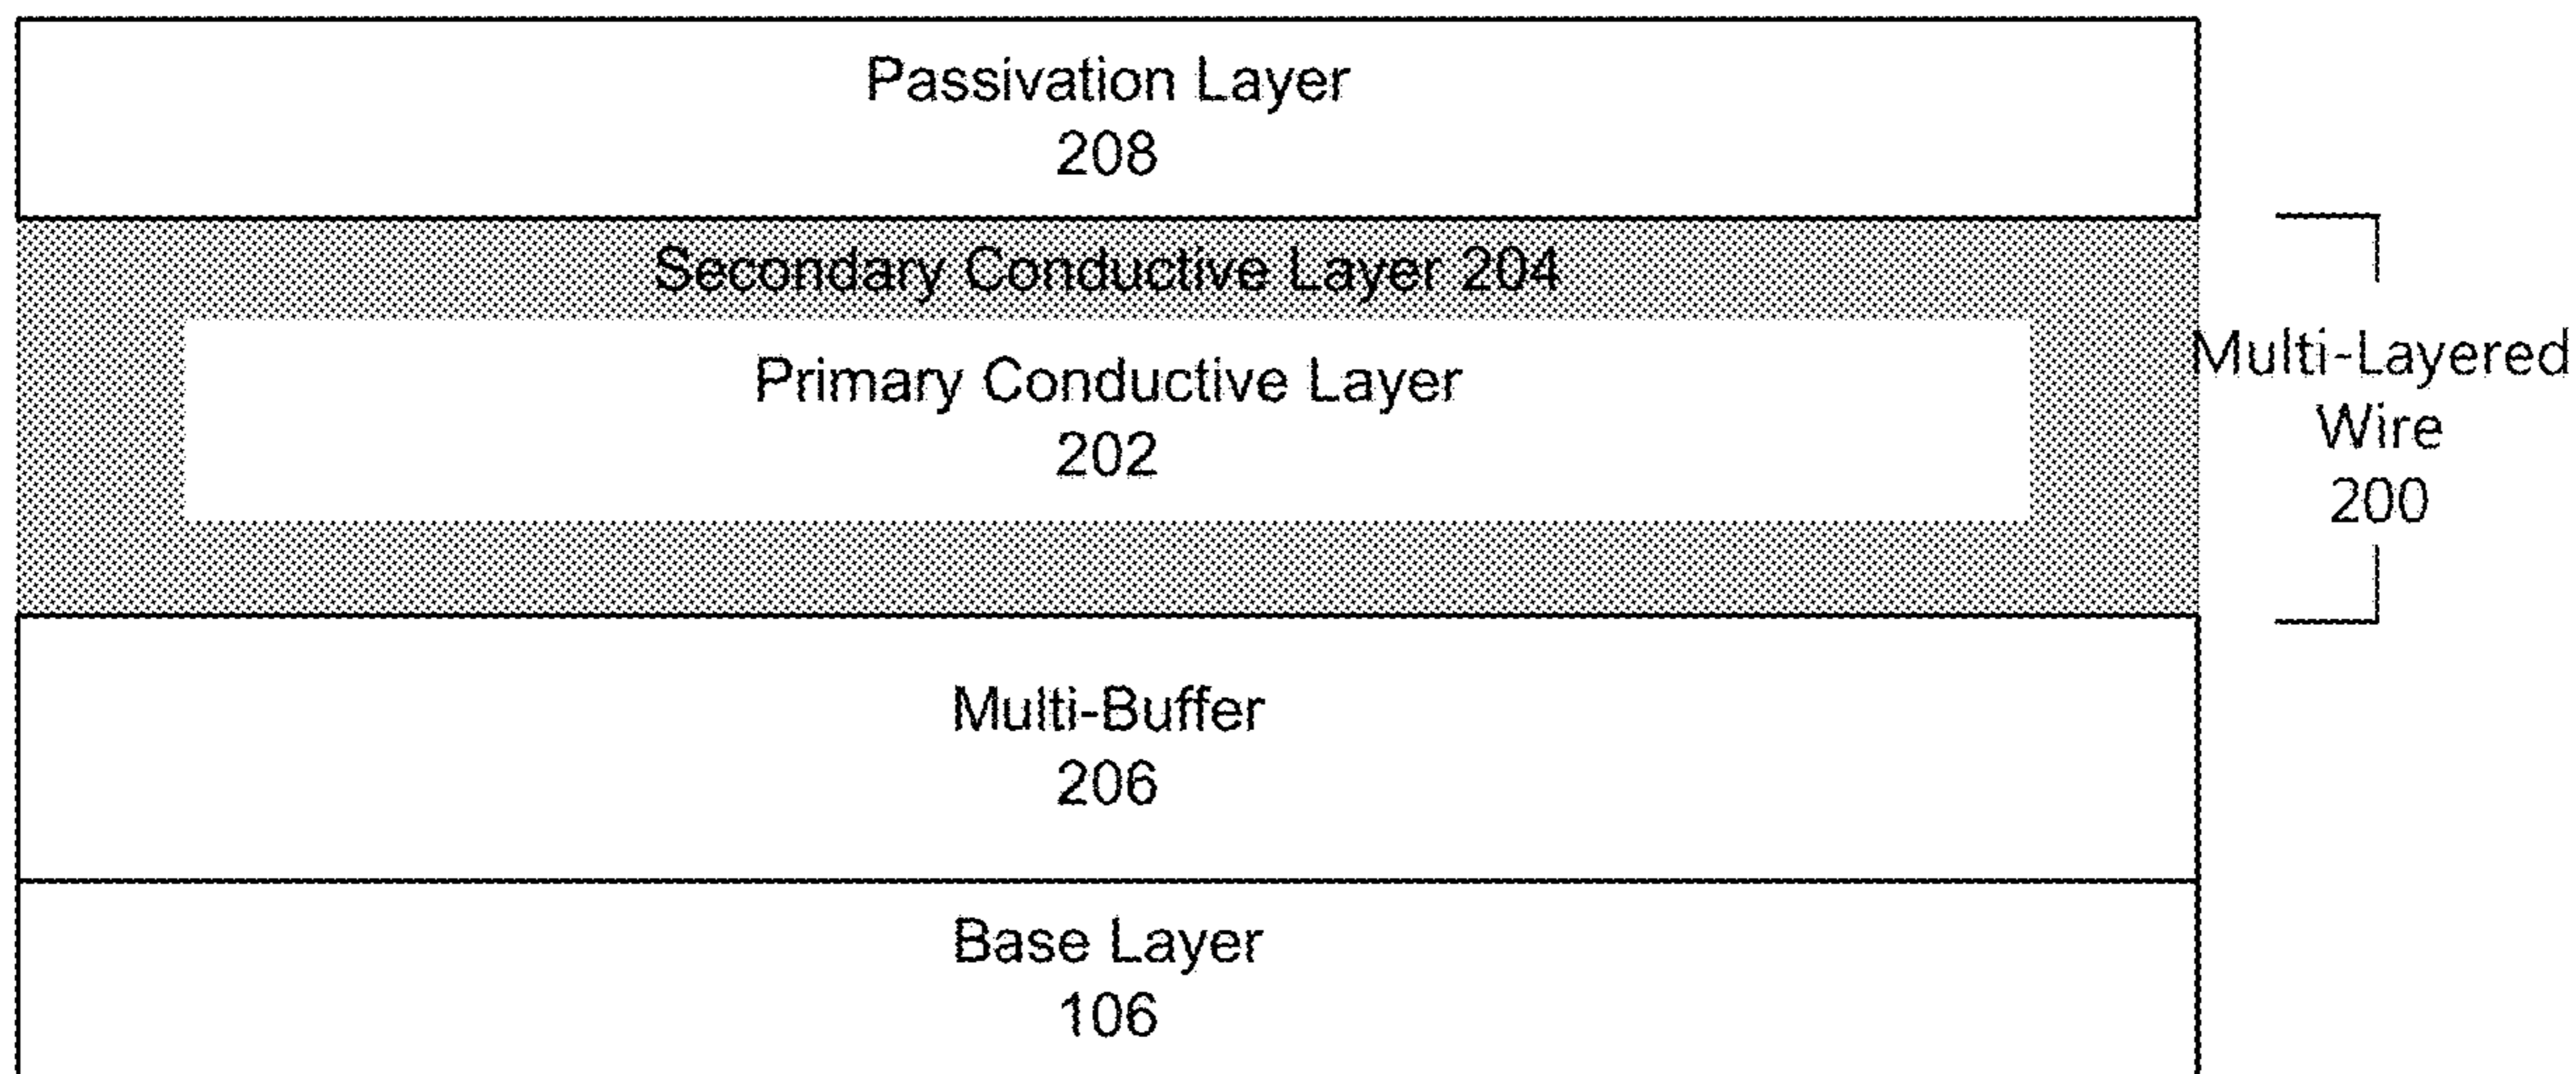 Passivation Layer
208
Secondary Conductive Layer 204
Primary Conductive Layer
202
Multi-Layered
Wire
200
Multi-Buffer
206
Base Layer
106